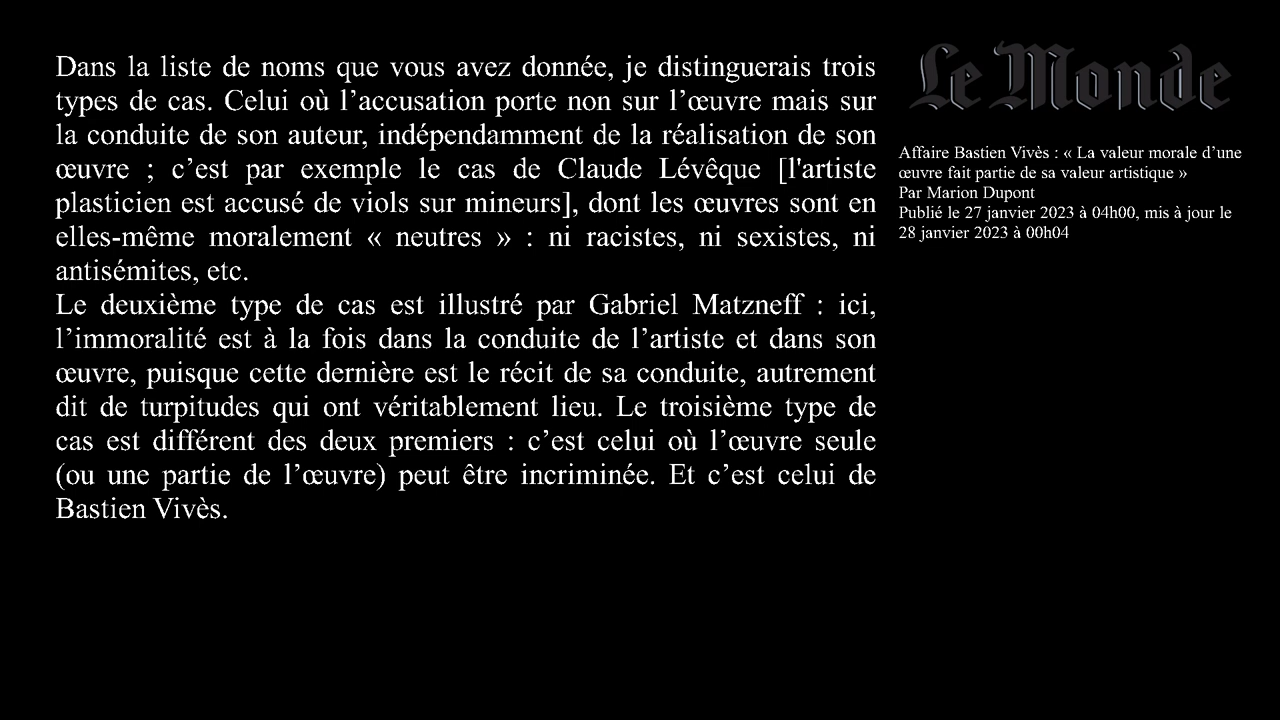 Dans la liste de noms que vous avez donnée, je distinguerais trois
types de cas. Celui où l’accusation porte non sur l’œuvre mais sur
la conduite de son auteur, indépendamment de la réalisation de son
œuvre ; c’est par exemple le cas de Claude Lévêque [l'artiste
plasticien est accusé de viols sur mineurs], dont les œuvres sont en
elles-même moralement « neutres » : ni racistes, ni sexistes, ni
antisémites, etc.
Le deuxième type de cas est illustré par Gabriel Matzneff : ici,
l’immoralité est à la fois dans la conduite de l’artiste et dans son
œuvre, puisque cette dernière est le récit de sa conduite, autrement
dit de turpitudes qui ont véritablement lieu. Le troisième type de
cas est différent des deux premiers : c’est celui où l’œuvre seule
(ou une partie de l’œuvre) peut être incriminée. Et c’est celui de
Bastien Vivès.
Le Monde
Affaire Bastien Vivès : « La valeur morale d’une
œuvre fait partie de sa valeur artistique »
Par Marion Dupont
Publié le 27 janvier 2023 à 04h00, mis à jour le
28 janvier 2023 à 00h04